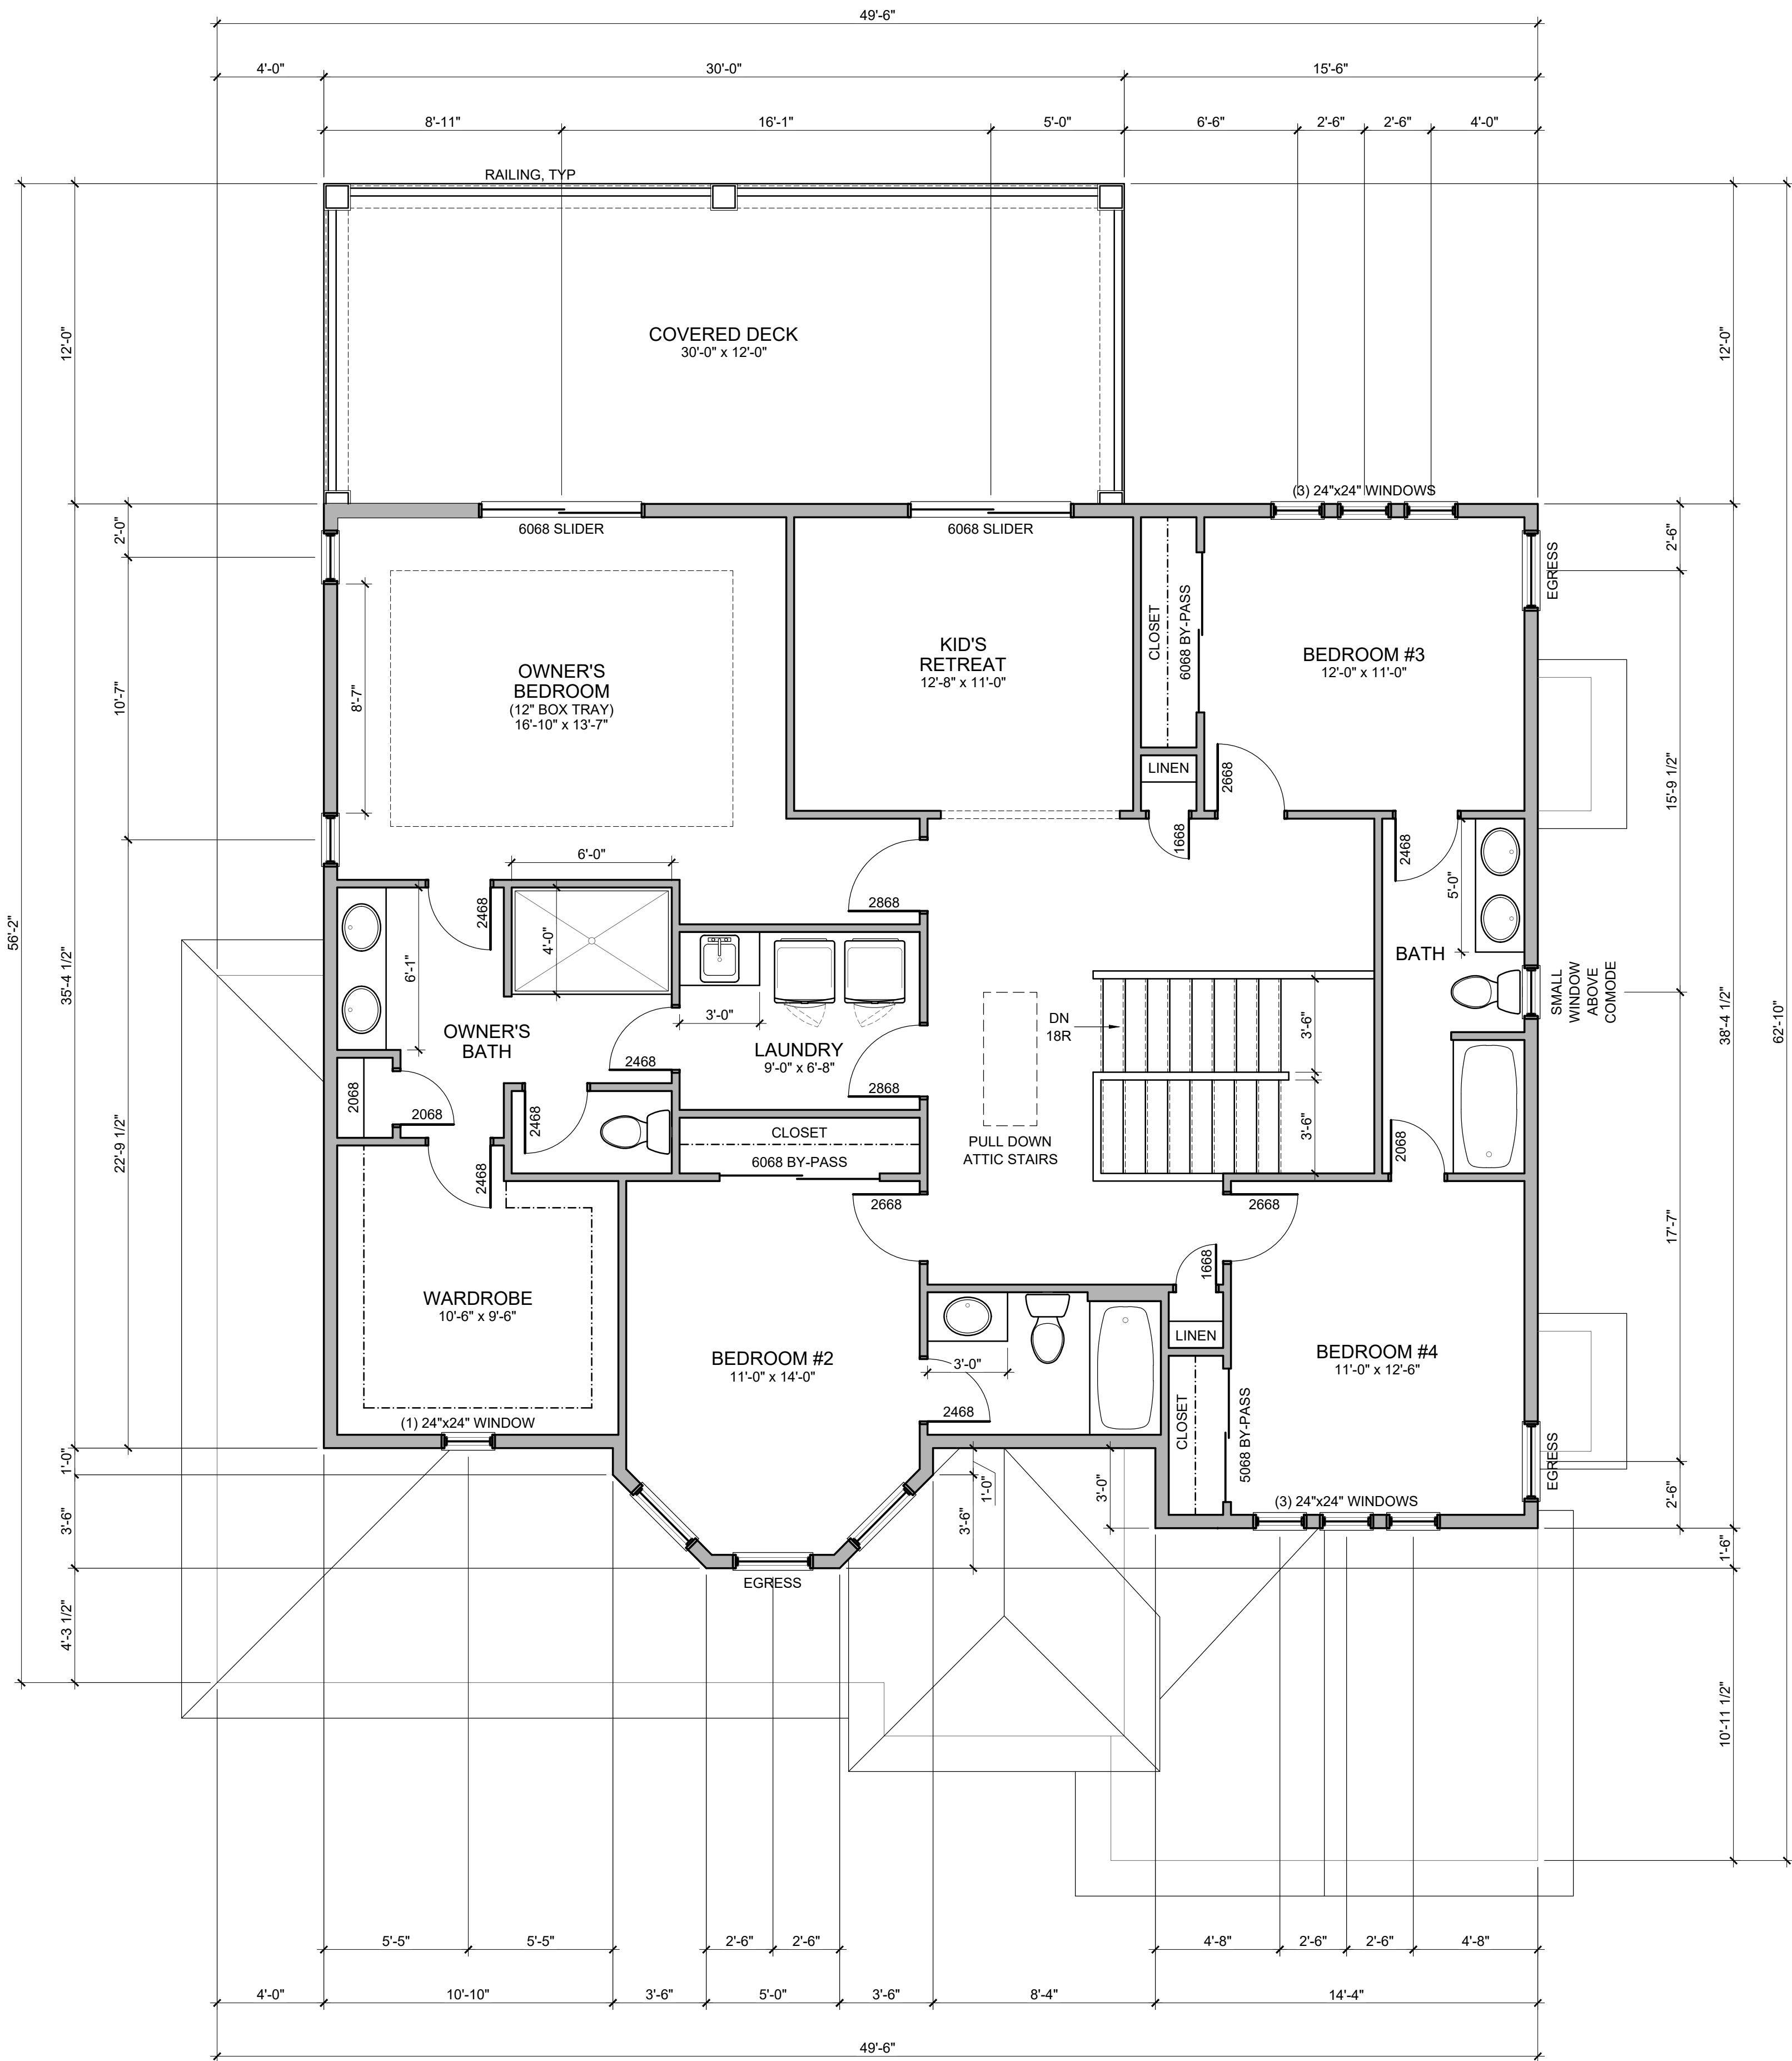 49'-6"
4'-0"
30'-0"
15'-6"
8'-11"
16'-1"
5'-0"
6'-6"
2'-6"
2'-6"
4'-0"
RAILING, TYP
COVERED DECK
30'-0" x 12'-0"
12'-0"
12'-0"
(3) 24"x24" WINDOWS
6068 SLIDER
6068 SLIDER
2'-0"
2'-6"
EGRESS
OWNER'S
BEDROOM
(12" BOX TRAY)
16'-10" x 13'-7"
KID'S
RETREAT
12'-8" x 11'-0"
CLOSET
6068 BY-PASS
BEDROOM #3
12'-0" x 11'-0"
10'-7"
8'-7"
LINEN
2668
15'-9 1/2"
1668
2468
6'-0"
5'-0"
2868
2468
4'-0"
6'-1"
56'-2"
35'-4 1/2"
BATH
SMALL
WINDOW
ABOVE
COMODE
38'-4 1/2"
62'-10"
3'-0"
DN
18R
3'-6"
OWNER'S
BATH
LAUNDRY
9'-0" x 6'-8"
2468
2868
2068
2068
2468
CLOSET
6068 BY-PASS
PULL DOWN
ATTIC STAIRS
3'-6"
2068
22'-9 1/2"
2468
2668
2668
17'-7"
1668
WARDROBE
10'-6" x 9'-6"
LINEN
BEDROOM #2
11'-0" x 14'-0"
3'-0"
BEDROOM #4
11'-0" x 12'-6"
2468
CLOSET
5068 BY-PASS
(1) 24"x24" WINDOW
EGRESS
1'-0"
1'-0"
3'-0"
2'-6"
(3) 24"x24" WINDOWS
3'-6"
3'-6"
1'-6"
EGRESS
4'-3 1/2"
10'-11 1/2"
5'-5"
5'-5"
2'-6"
2'-6"
4'-8"
2'-6"
2'-6"
4'-8"
4'-0"
10'-10"
3'-6"
5'-0"
3'-6"
8'-4"
14'-4"
49'-6"